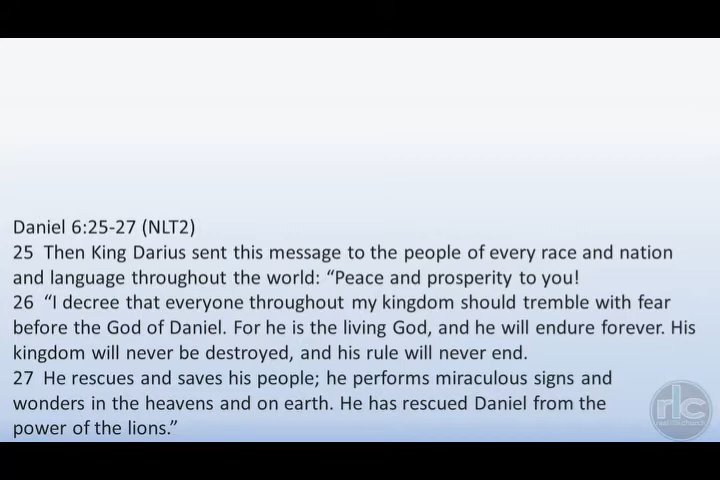 Daniel 6:25-27 (NLT2)
25  Then King Darius sent this message to the people of every race and nation
and language throughout the world: “Peace and prosperity to you!
26  “I decree that everyone throughout my kingdom should tremble with fear
before the God of Daniel. For he is the living God, and he will endure forever. His
kingdom will never be destroyed, and his rule will never end.
27  He rescues and saves his people; he performs miraculous signs and
wonders in the heavens and on earth. He has rescued Daniel from the
power of the lions.”
rlc